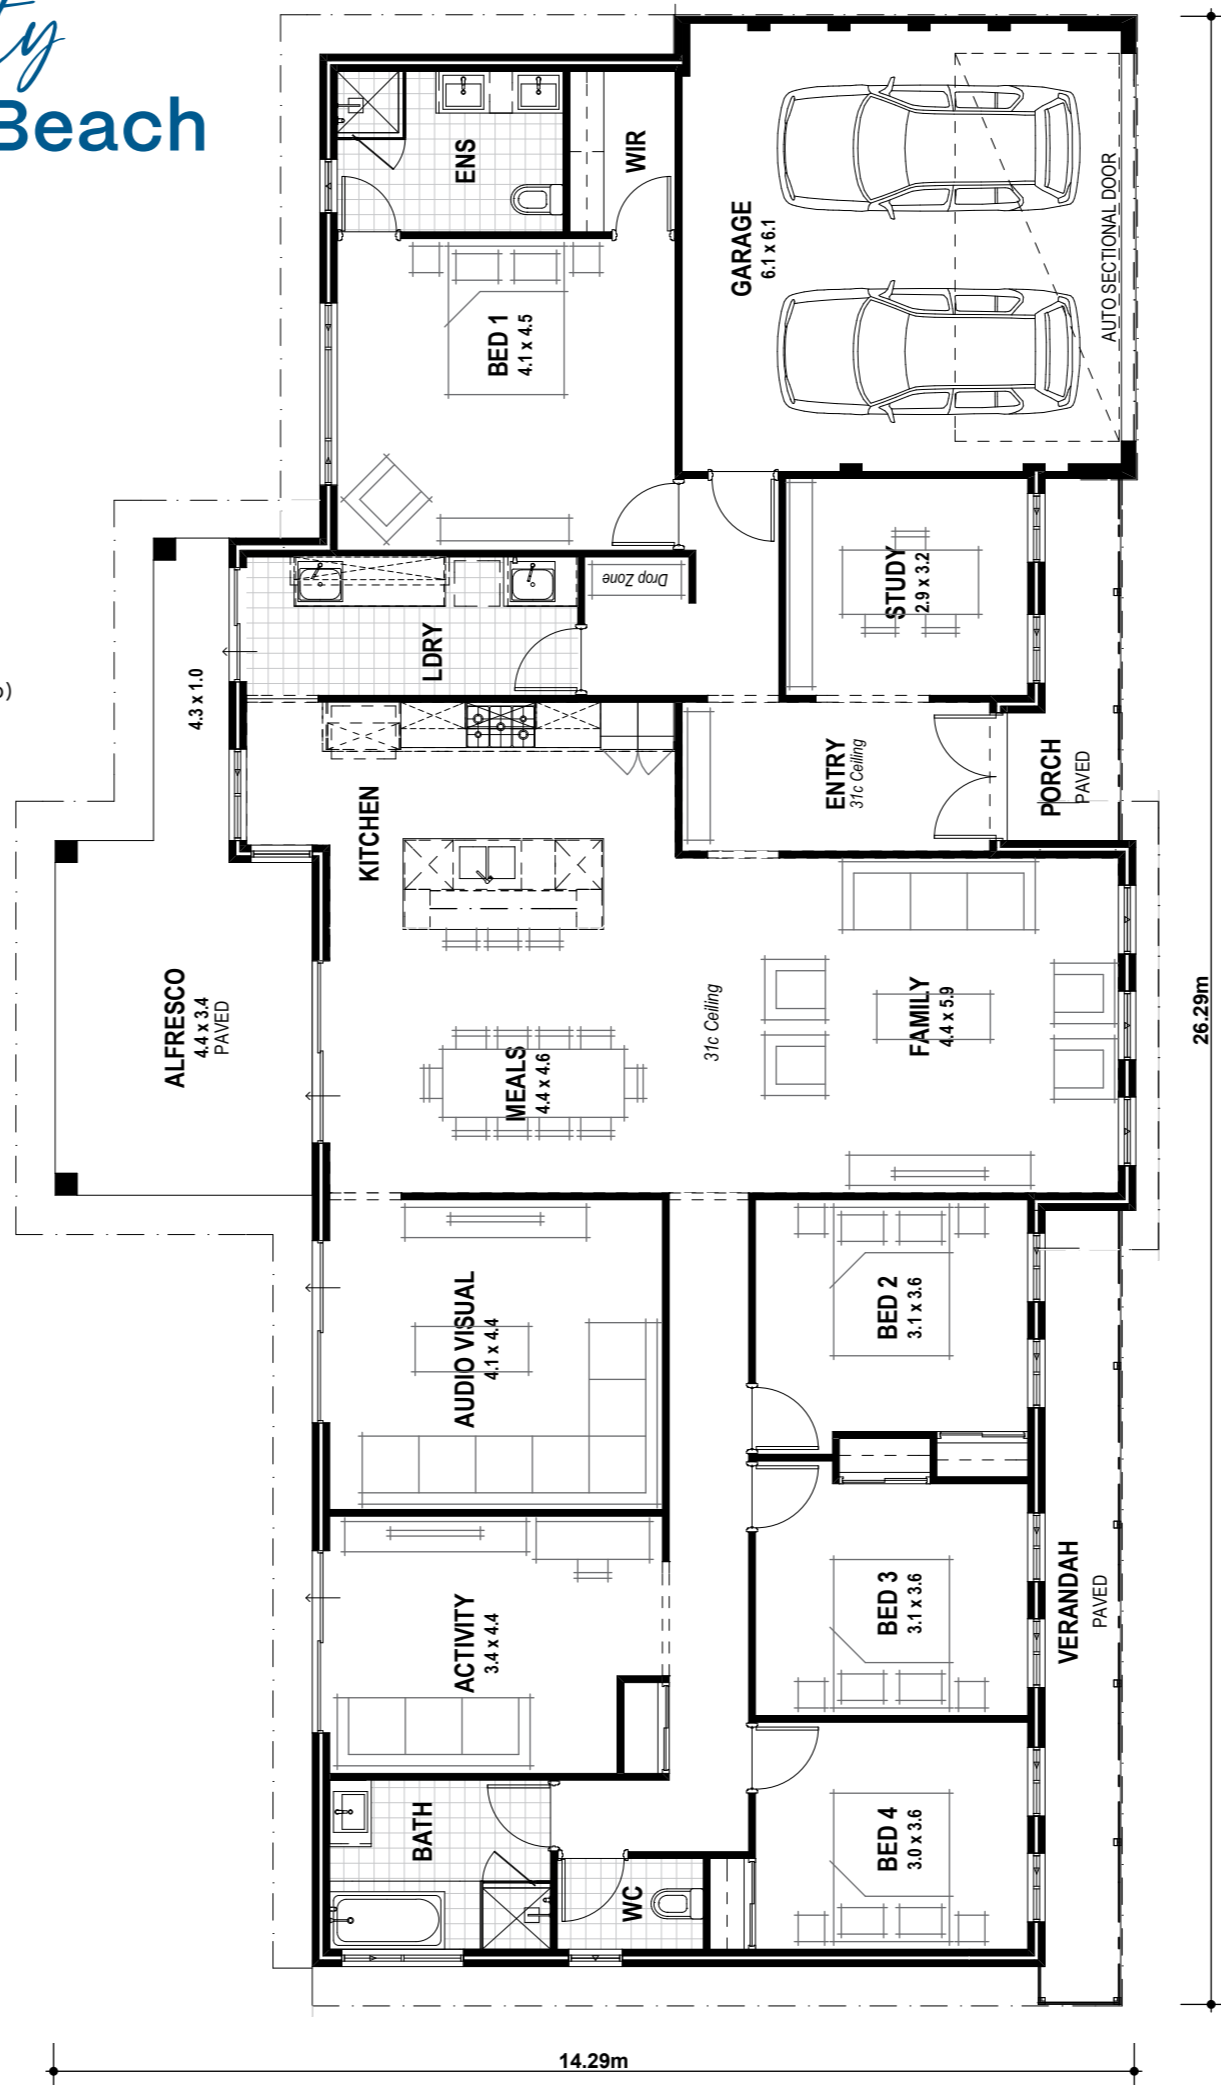 ty
Beach
ENS
WIR
GARAGE
6.1 x 6.1
AUTO SECTIONAL DOOR
BED 1
4.1 x 4.5
Drop Zone
STUDY
2.9 x 3.2
LDRY
4.3 x 1.0
KITCHEN
ENTRY
31c Ceiling
PORCH
PAVED
ALFRESCO
4.4 x 3.4
PAVED
MEALS
4.4 x 4.6
31c Ceiling
FAMILY
4.4 x 5.9
26.29m
AUDIO VISUAL
4.1 x 4.4
BED 2
3.1 x 3.6
ACTIVITY
3.4 x 4.4
BED 3
3.1 x 3.6
VERANDAH
PAVED
BATH
WC
BED 4
3.0 x 3.6
14.29m